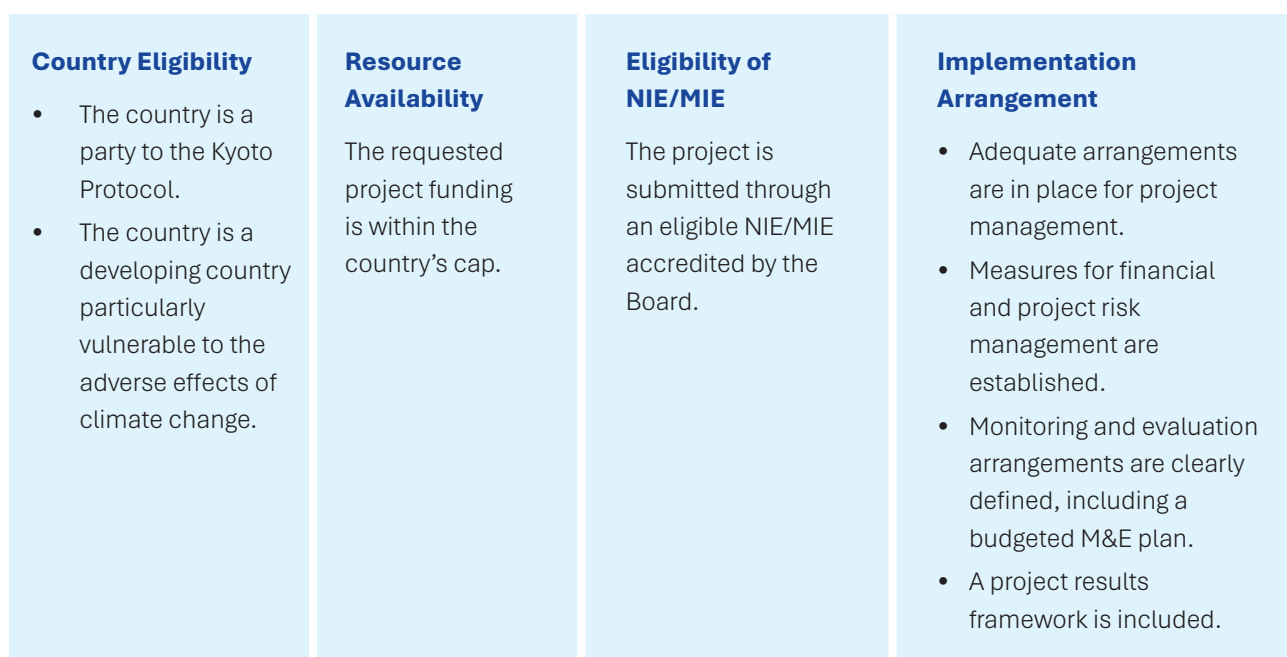 Country Eligibility
• The country is a
party to the Kyoto
Protocol.
• The country is a
developing country
particularly
vulnerable to the
adverse effects of
climate change.
Resource
Availability
The requested
project funding
is within the
country’s cap.
Eligibility of
NIE/MIE
The project is
submitted through
an eligible NIE/MIE
accredited by the
Board.
Implementation
Arrangement
• Adequate arrangements
are in place for project
management.
• Measures for financial
and project risk
management are
established.
• Monitoring and evaluation
arrangements are clearly
defined, including a
budgeted M&E plan.
• A project results
framework is included.